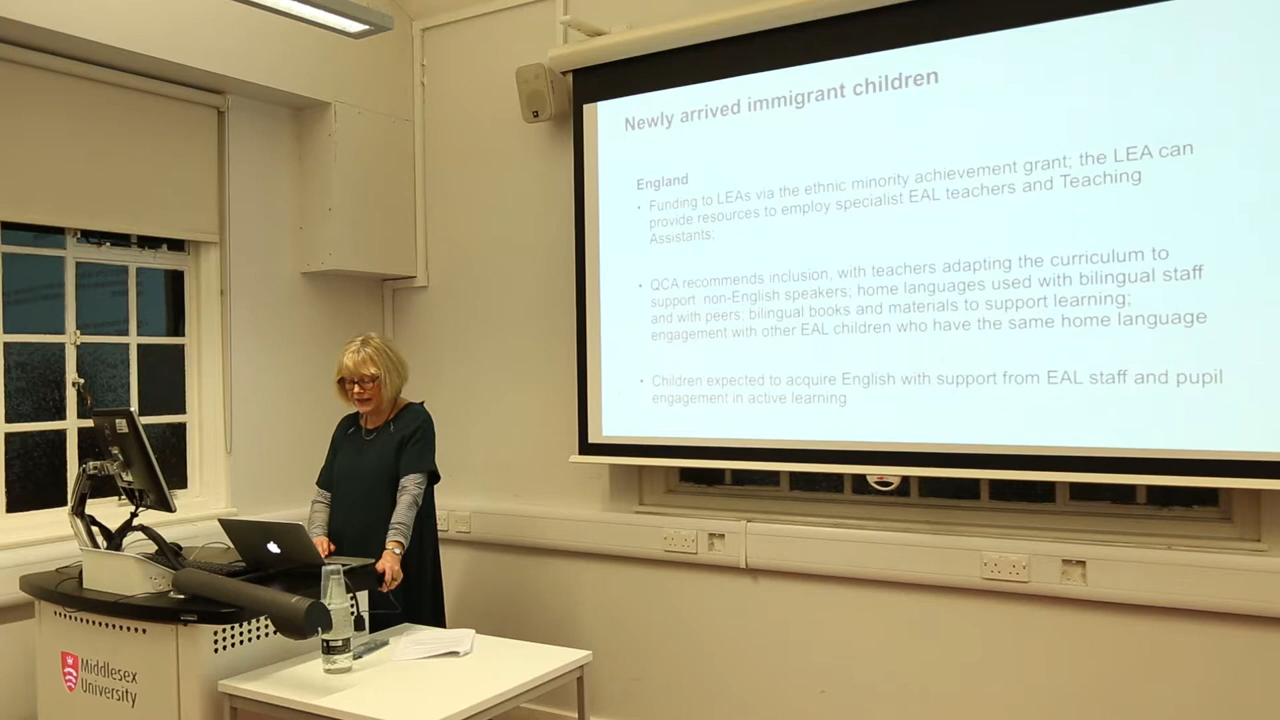 Newly arrived immigrant children
England
• Funding to LEAs via the ethnic minority achievement grant; the LEA can
provide resources to employ specialist EAL teachers and Teaching
Assistants;
• QCA recommends inclusion, with teachers adapting the curriculum to
support non-English speakers; home languages used with bilingual staff
and with peers; bilingual books and materials to support learning;
engagement with other EAL children who have the same home language
• Children expected to acquire English with support from EAL staff and pupil
engagement in active learning
Middlesex
University